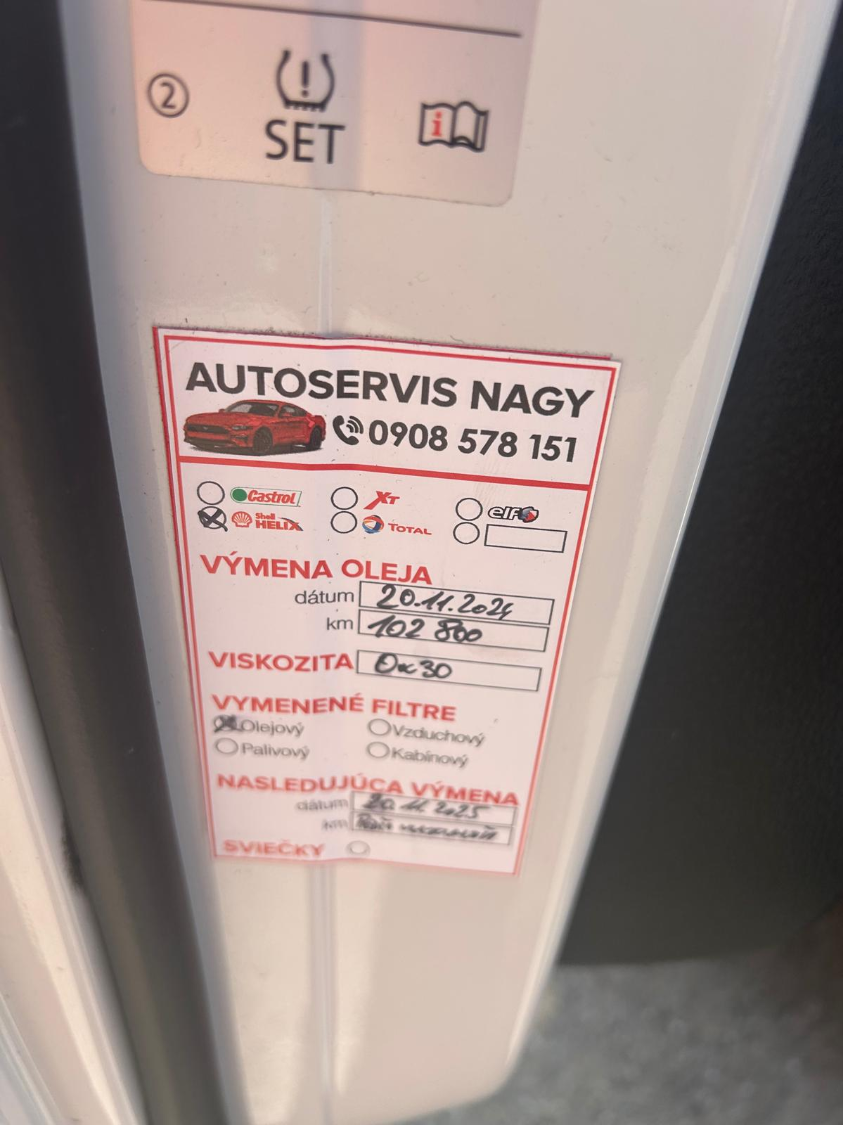 ② SET i
AUTOSERVIS NAGY
0908 578 151
Castrol XT elf
Shell HELIX TOTAL
VÝMENA OLEJA
dátum 20.11.2024
km 102 800
VISKOZITA 0w30
VYMENENÉ FILTRE
Olejový Vzduchový
Palivový Kabínový
NASLEDUJÚCA VÝMENA
dátum 20.11.2025
km
SVIEČKY